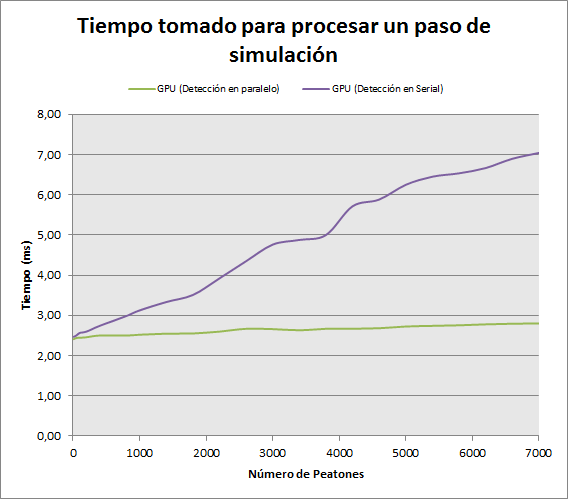 Tiempo tomado para procesar un paso de
simulación
GPU (Detección en paralelo) GPU (Detección en Serial)
8,00
7,00
6,00
5,00
4,00
3,00
2,00
1,00
0,00
Tiempo (ms)
0 1000 2000 3000 4000 5000 6000 7000
Número de Peatones